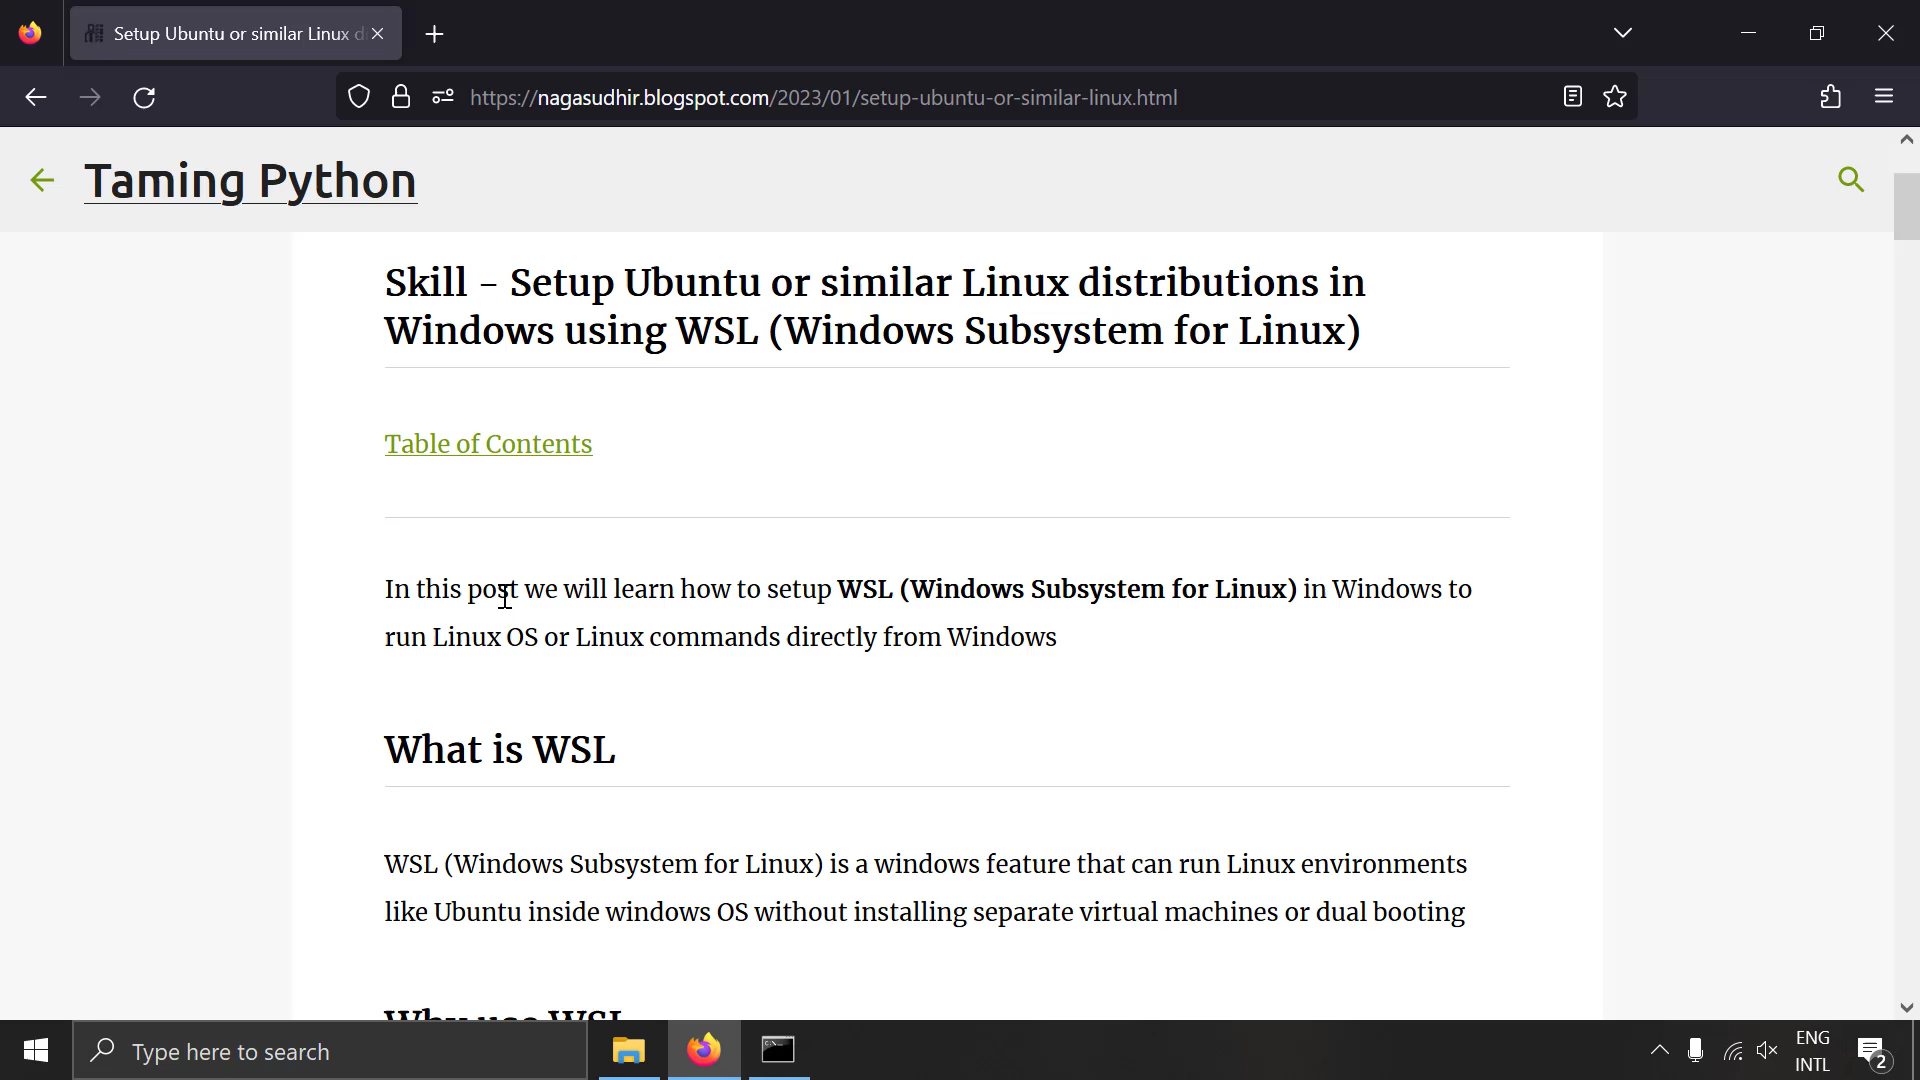 Setup Ubuntu or similar Linux d
https://nagasudhir.blogspot.com/2023/01/setup-ubuntu-or-similar-linux.html
Taming Python
Skill - Setup Ubuntu or similar Linux distributions in
Windows using WSL (Windows Subsystem for Linux)
Table of Contents
In this post we will learn how to setup WSL (Windows Subsystem for Linux) in Windows to
run Linux OS or Linux commands directly from Windows
What is WSL
WSL (Windows Subsystem for Linux) is a windows feature that can run Linux environments
like Ubuntu inside windows OS without installing separate virtual machines or dual booting
Why use WSL
Type here to search
ENG
INTL
2